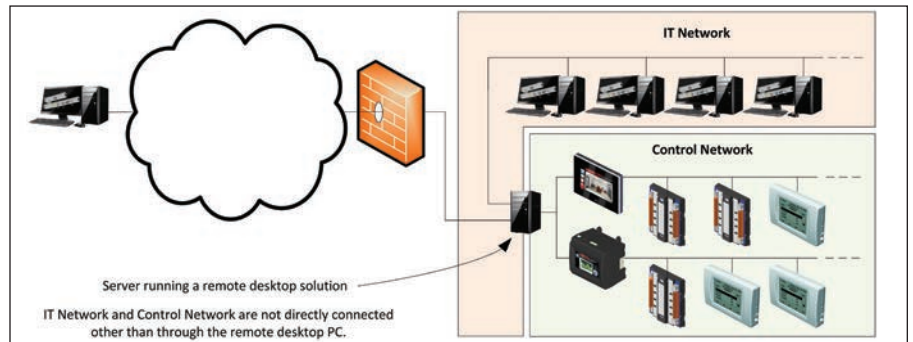 IT Network
Control Network
Server running a remote desktop solution
IT Network and Control Network are not directly connected
other than through the remote desktop PC.